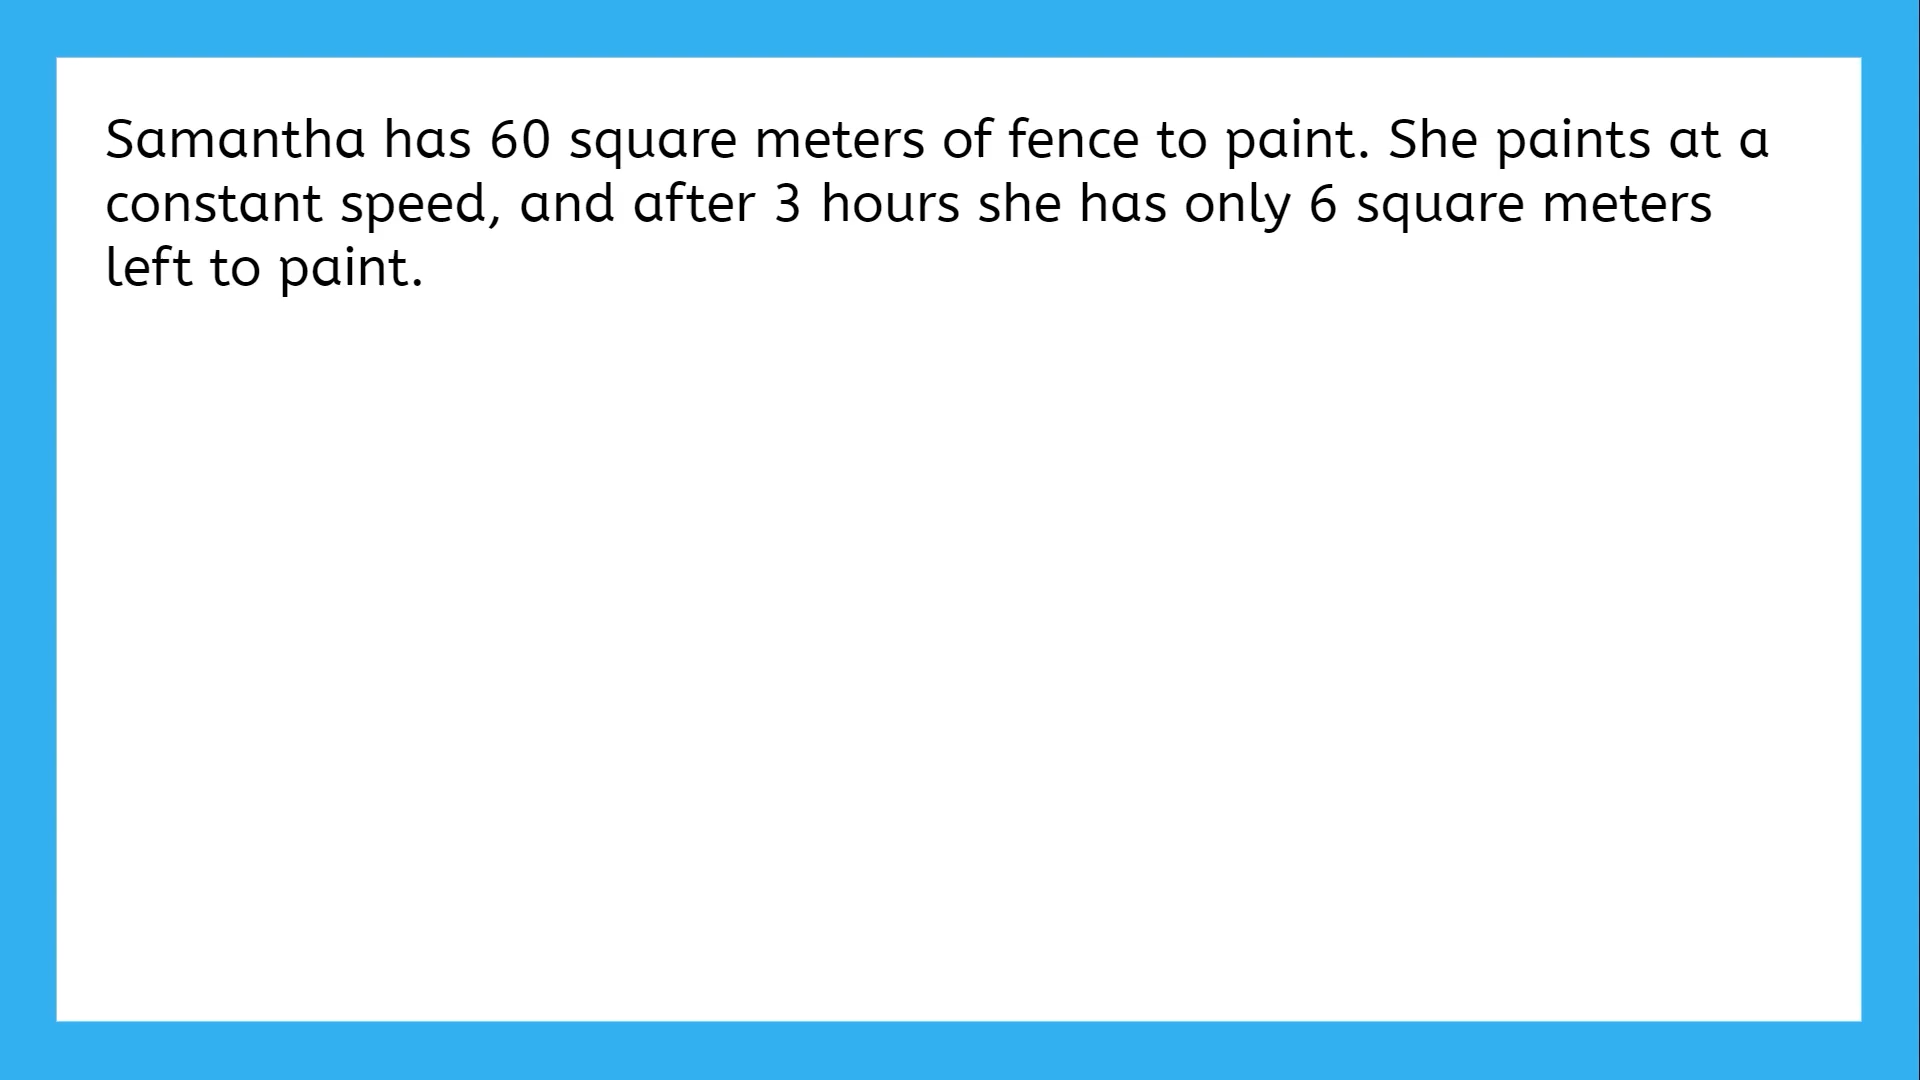 Samantha has 60 square meters of fence to paint. She paints at a
constant speed, and after 3 hours she has only 6 square meters
left to paint.